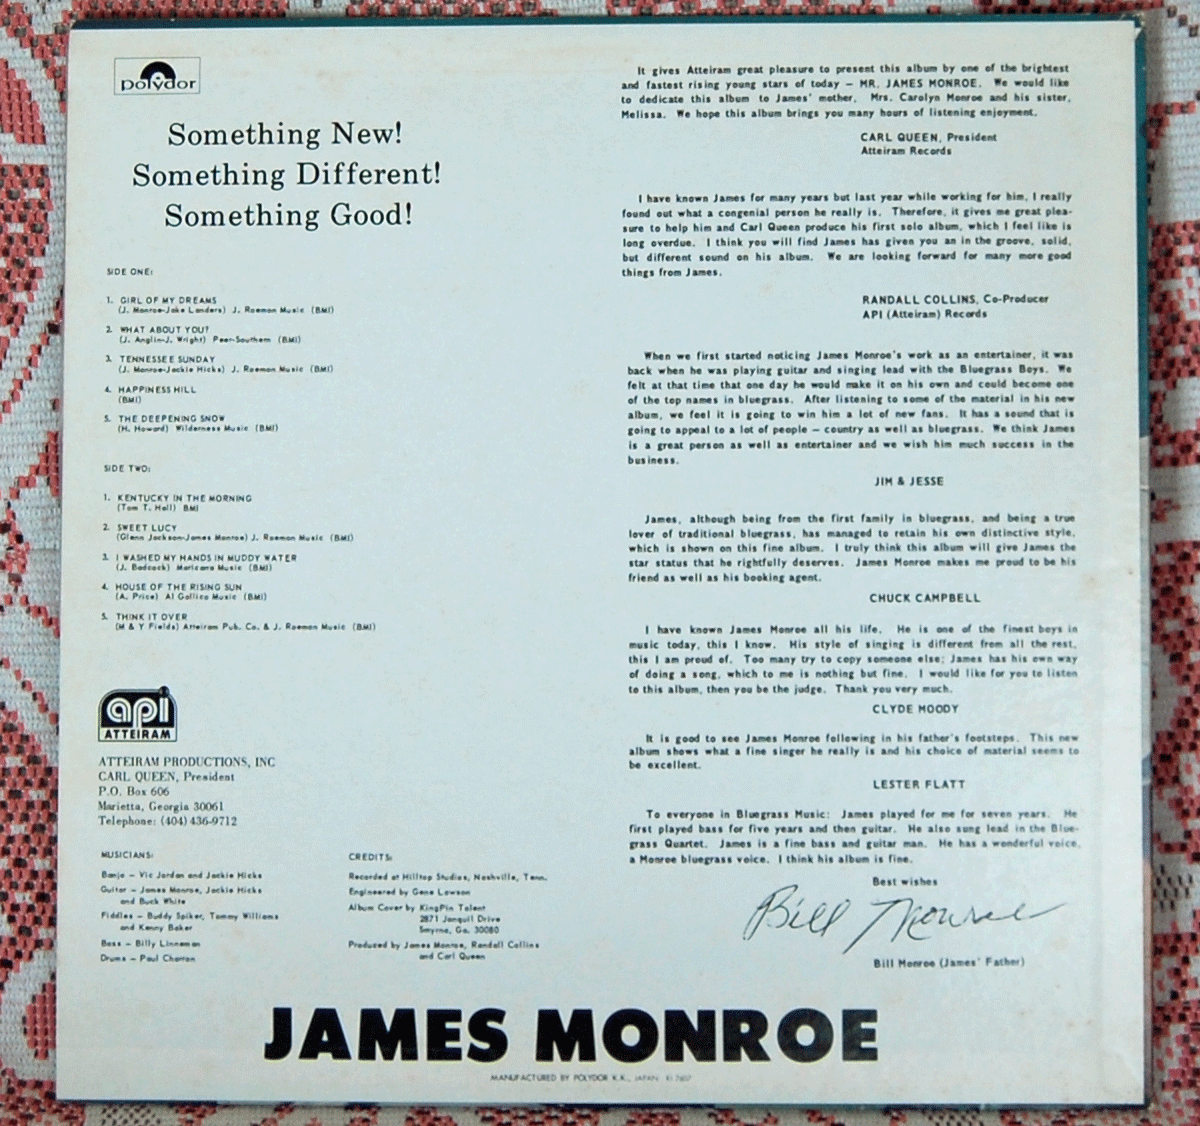 polydor
Something New!
Something Different!
Something Good!
SIDE ONE:
1. GIRL OF MY DREAMS
(J. Monroe-Jake Landers) J. Roemon Music (BMI)
2. WHAT ABOUT YOU?
(J. Anglin-J. Wright) Peer-Southern (BMI)
3. TENNESSEE SUNDAY
(J. Monroe-Jackie Hicks) J. Roemon Music (BMI)
4. HAPPINESS HILL
(BMI)
5. THE DEEPENING SNOW
(H. Howard) Wilderness Music (BMI)
SIDE TWO:
1. KENTUCKY IN THE MORNING
(Tom T. Hall) BMI
2. SWEET LUCY
(Glenn Jackson-James Monroe) J. Roemon Music (BMI)
3. I WASHED MY HANDS IN MUDDY WATER
(J. Badcock) Maricana Music (BMI)
4. HOUSE OF THE RISING SUN
(A. Price) Al Gallico Music (BMI)
5. THINK IT OVER
(M & Y Fields) Atteiram Pub. Co. & J. Roemon Music (BMI)
api
ATTEIRAM
ATTEIRAM PRODUCTIONS, INC
CARL QUEEN, President
P.O. Box 606
Marietta, Georgia 30061
Telephone: (404) 436-9712
MUSICIANS:
Banjo – Vic Jordan and Jackie Hicks
Guitar – James Monroe, Jackie Hicks
and Buck White
Fiddles – Buddy Spiker, Tammy Williams
and Kenny Baker
Bass – Billy Linneman
Drums – Paul Charron
CREDITS:
Recorded at Hilltop Studios, Nashville, Tenn.
Engineered by Gene Lawson
Album Cover by KingPin Talent
2871 Jonquil Drive
Smyrna, Ga. 30080
Produced by James Monroe, Randall Collins
and Carl Queen
It gives Atteiram great pleasure to present this album by one of the brightest
and fastest rising young stars of today – MR. JAMES MONROE. We would like
to dedicate this album to James' mother, Mrs. Carolyn Monroe and his sister,
Melissa. We hope this album brings you many hours of listening enjoyment.
CARL QUEEN, President
Atteiram Records
I have known James for many years but last year while working for him, I really
found out what a congenial person he really is. Therefore, it gives me great plea-
sure to help him and Carl Queen produce his first solo album, which I feel like is
long overdue. I think you will find James has given you an in the groove, solid,
but different sound on his album. We are looking forward for many more good
things from James.
RANDALL COLLINS, Co-Producer
API (Atteiram) Records
When we first started noticing James Monroe's work as an entertainer, it was
back when he was playing guitar and singing lead with the Bluegrass Boys. We
felt at that time that one day he would make it on his own and could become one
of the top names in bluegrass. After listening to some of the material in his new
album, we feel it is going to win him a lot of new fans. It has a sound that is
going to appeal to a lot of people – country as well as bluegrass. We think James
is a great person as well as entertainer and we wish him much success in the
business.
JIM & JESSE
James, although being from the first family in bluegrass, and being a true
lover of traditional bluegrass, has managed to retain his own distinctive style,
which is shown on this fine album. I truly think this album will give James the
star status that he rightfully deserves. James Monroe makes me proud to be his
friend as well as his booking agent.
CHUCK CAMPBELL
I have known James Monroe all his life. He is one of the finest boys in
music today, this I know. His style of singing is different from all the rest,
this I am proud of. Too many try to copy someone else; James has his own way
of doing a song, which to me is nothing but fine. I would like for you to listen
to this album, then you be the judge. Thank you very much.
CLYDE MOODY
It is good to see James Monroe following in his father's footsteps. This new
album shows what a fine singer he really is and his choice of material seems to
be excellent.
LESTER FLATT
To everyone in Bluegrass Music: James played for me for seven years. He
first played bass for five years and then guitar. He also sung lead in the Blue-
grass Quartet. James is a fine bass and guitar man. He has a wonderful voice,
a Monroe bluegrass voice. I think his album is fine.
Best wishes
Bill Monroe
Bill Monroe (James' Father)
JAMES MONROE
MANUFACTURED BY POLYDOR K.K., JAPAN